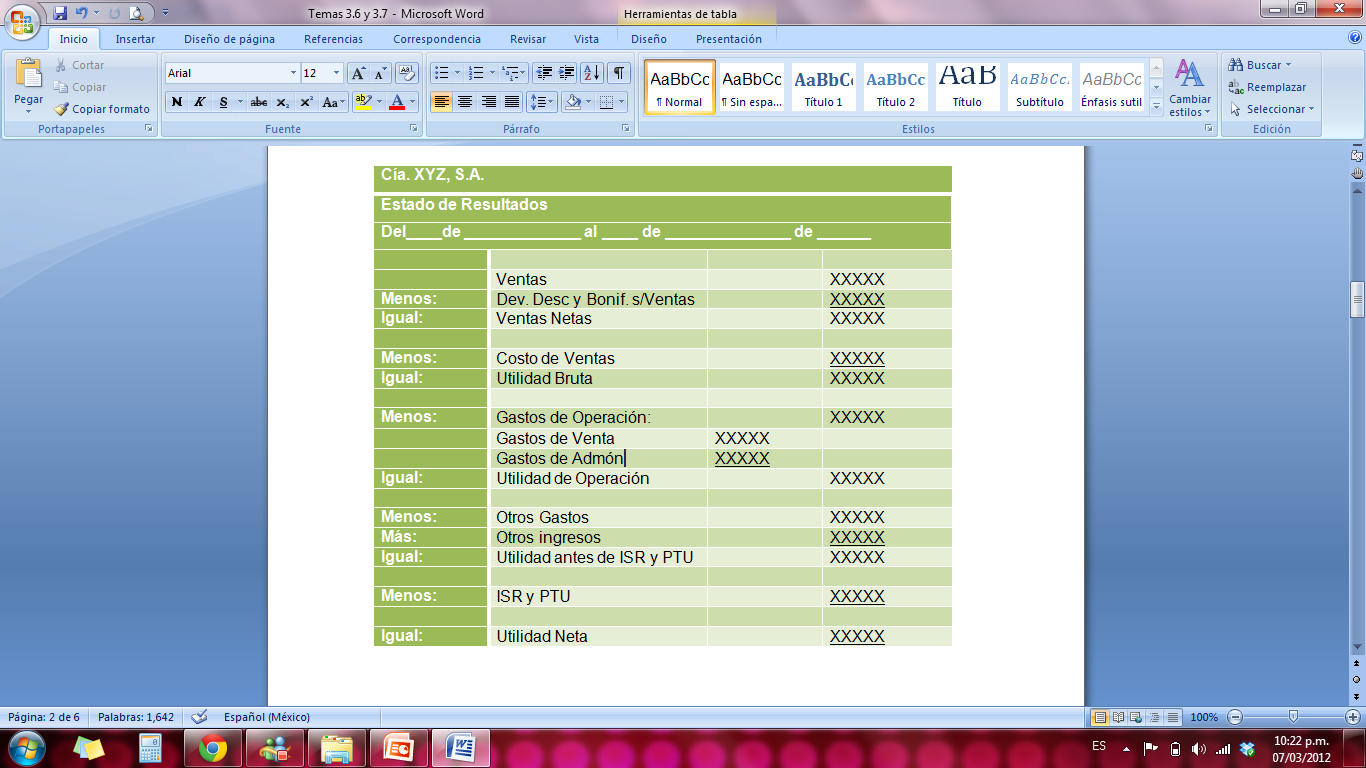 Temas 3.6 y 3.7 - Microsoft Word
Herramientas de tabla
Inicio Insertar Diseño de página Referencias Correspondencia Revisar Vista Diseño Presentación
Pegar
Cortar
Copiar
Copiar formato
Portapapeles
Arial 12
N K S abc x₂ x² Aa
Fuente
Párrafo
AaBbCc AaBbCc AaBbCc AaBbCc AaB AaBbCc. AaBbCc
¶ Normal ¶ Sin espa... Título 1 Título 2 Título Subtítulo Énfasis sutil
Cambiar estilos
Estilos
Buscar
Reemplazar
Seleccionar
Edición
Cía. XYZ, S.A.
Estado de Resultados
Del____de _____________ al ____ de ______________ de ______
Ventas XXXXX
Menos: Dev. Desc y Bonif. s/Ventas XXXXX
Igual: Ventas Netas XXXXX
Menos: Costo de Ventas XXXXX
Igual: Utilidad Bruta XXXXX
Menos: Gastos de Operación: XXXXX
Gastos de Venta XXXXX
Gastos de Admón XXXXX
Igual: Utilidad de Operación XXXXX
Menos: Otros Gastos XXXXX
Más: Otros ingresos XXXXX
Igual: Utilidad antes de ISR y PTU XXXXX
Menos: ISR y PTU XXXXX
Igual: Utilidad Neta XXXXX
Página: 2 de 6 Palabras: 1,642 Español (México) 100%
ES
10:22 p.m.
07/03/2012